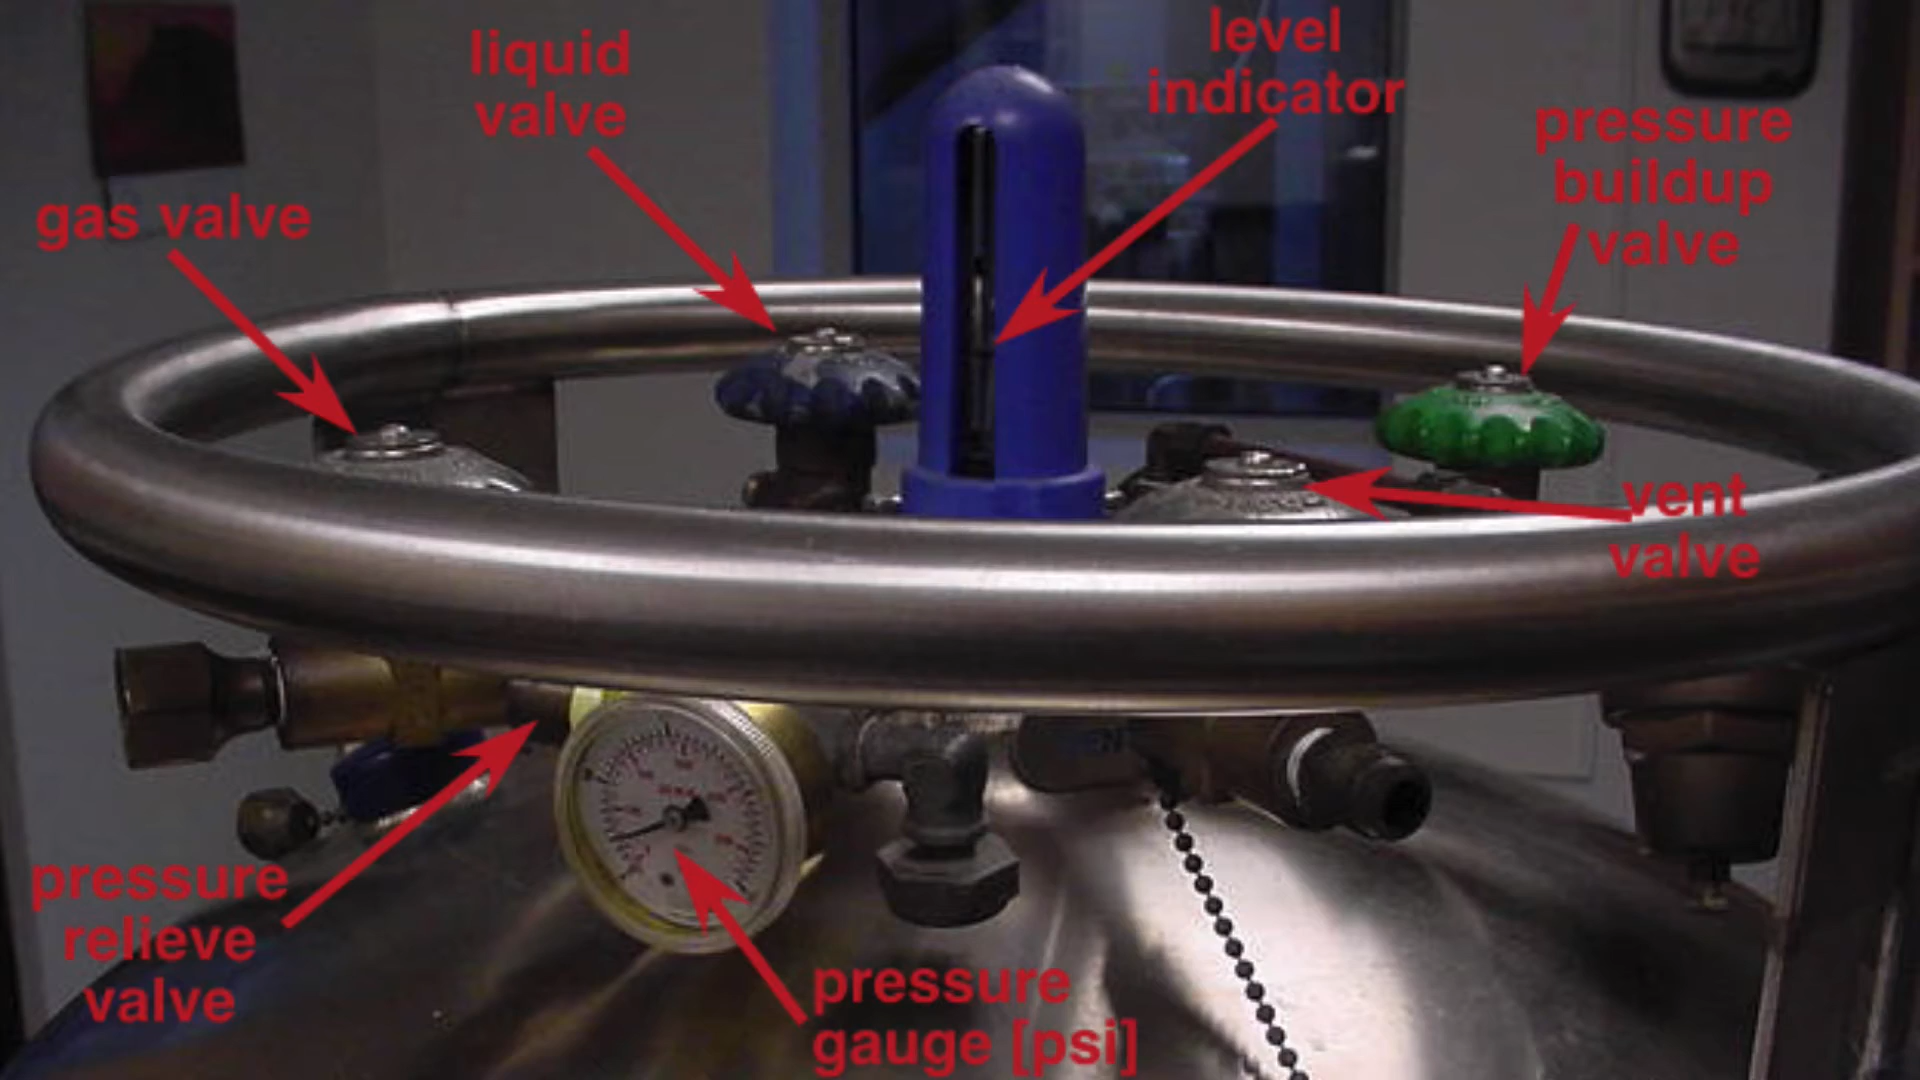 liquid
valve
level
indicator
pressure
buildup
valve
gas valve
vent
valve
pressure
relieve
valve
pressure
gauge [psi]